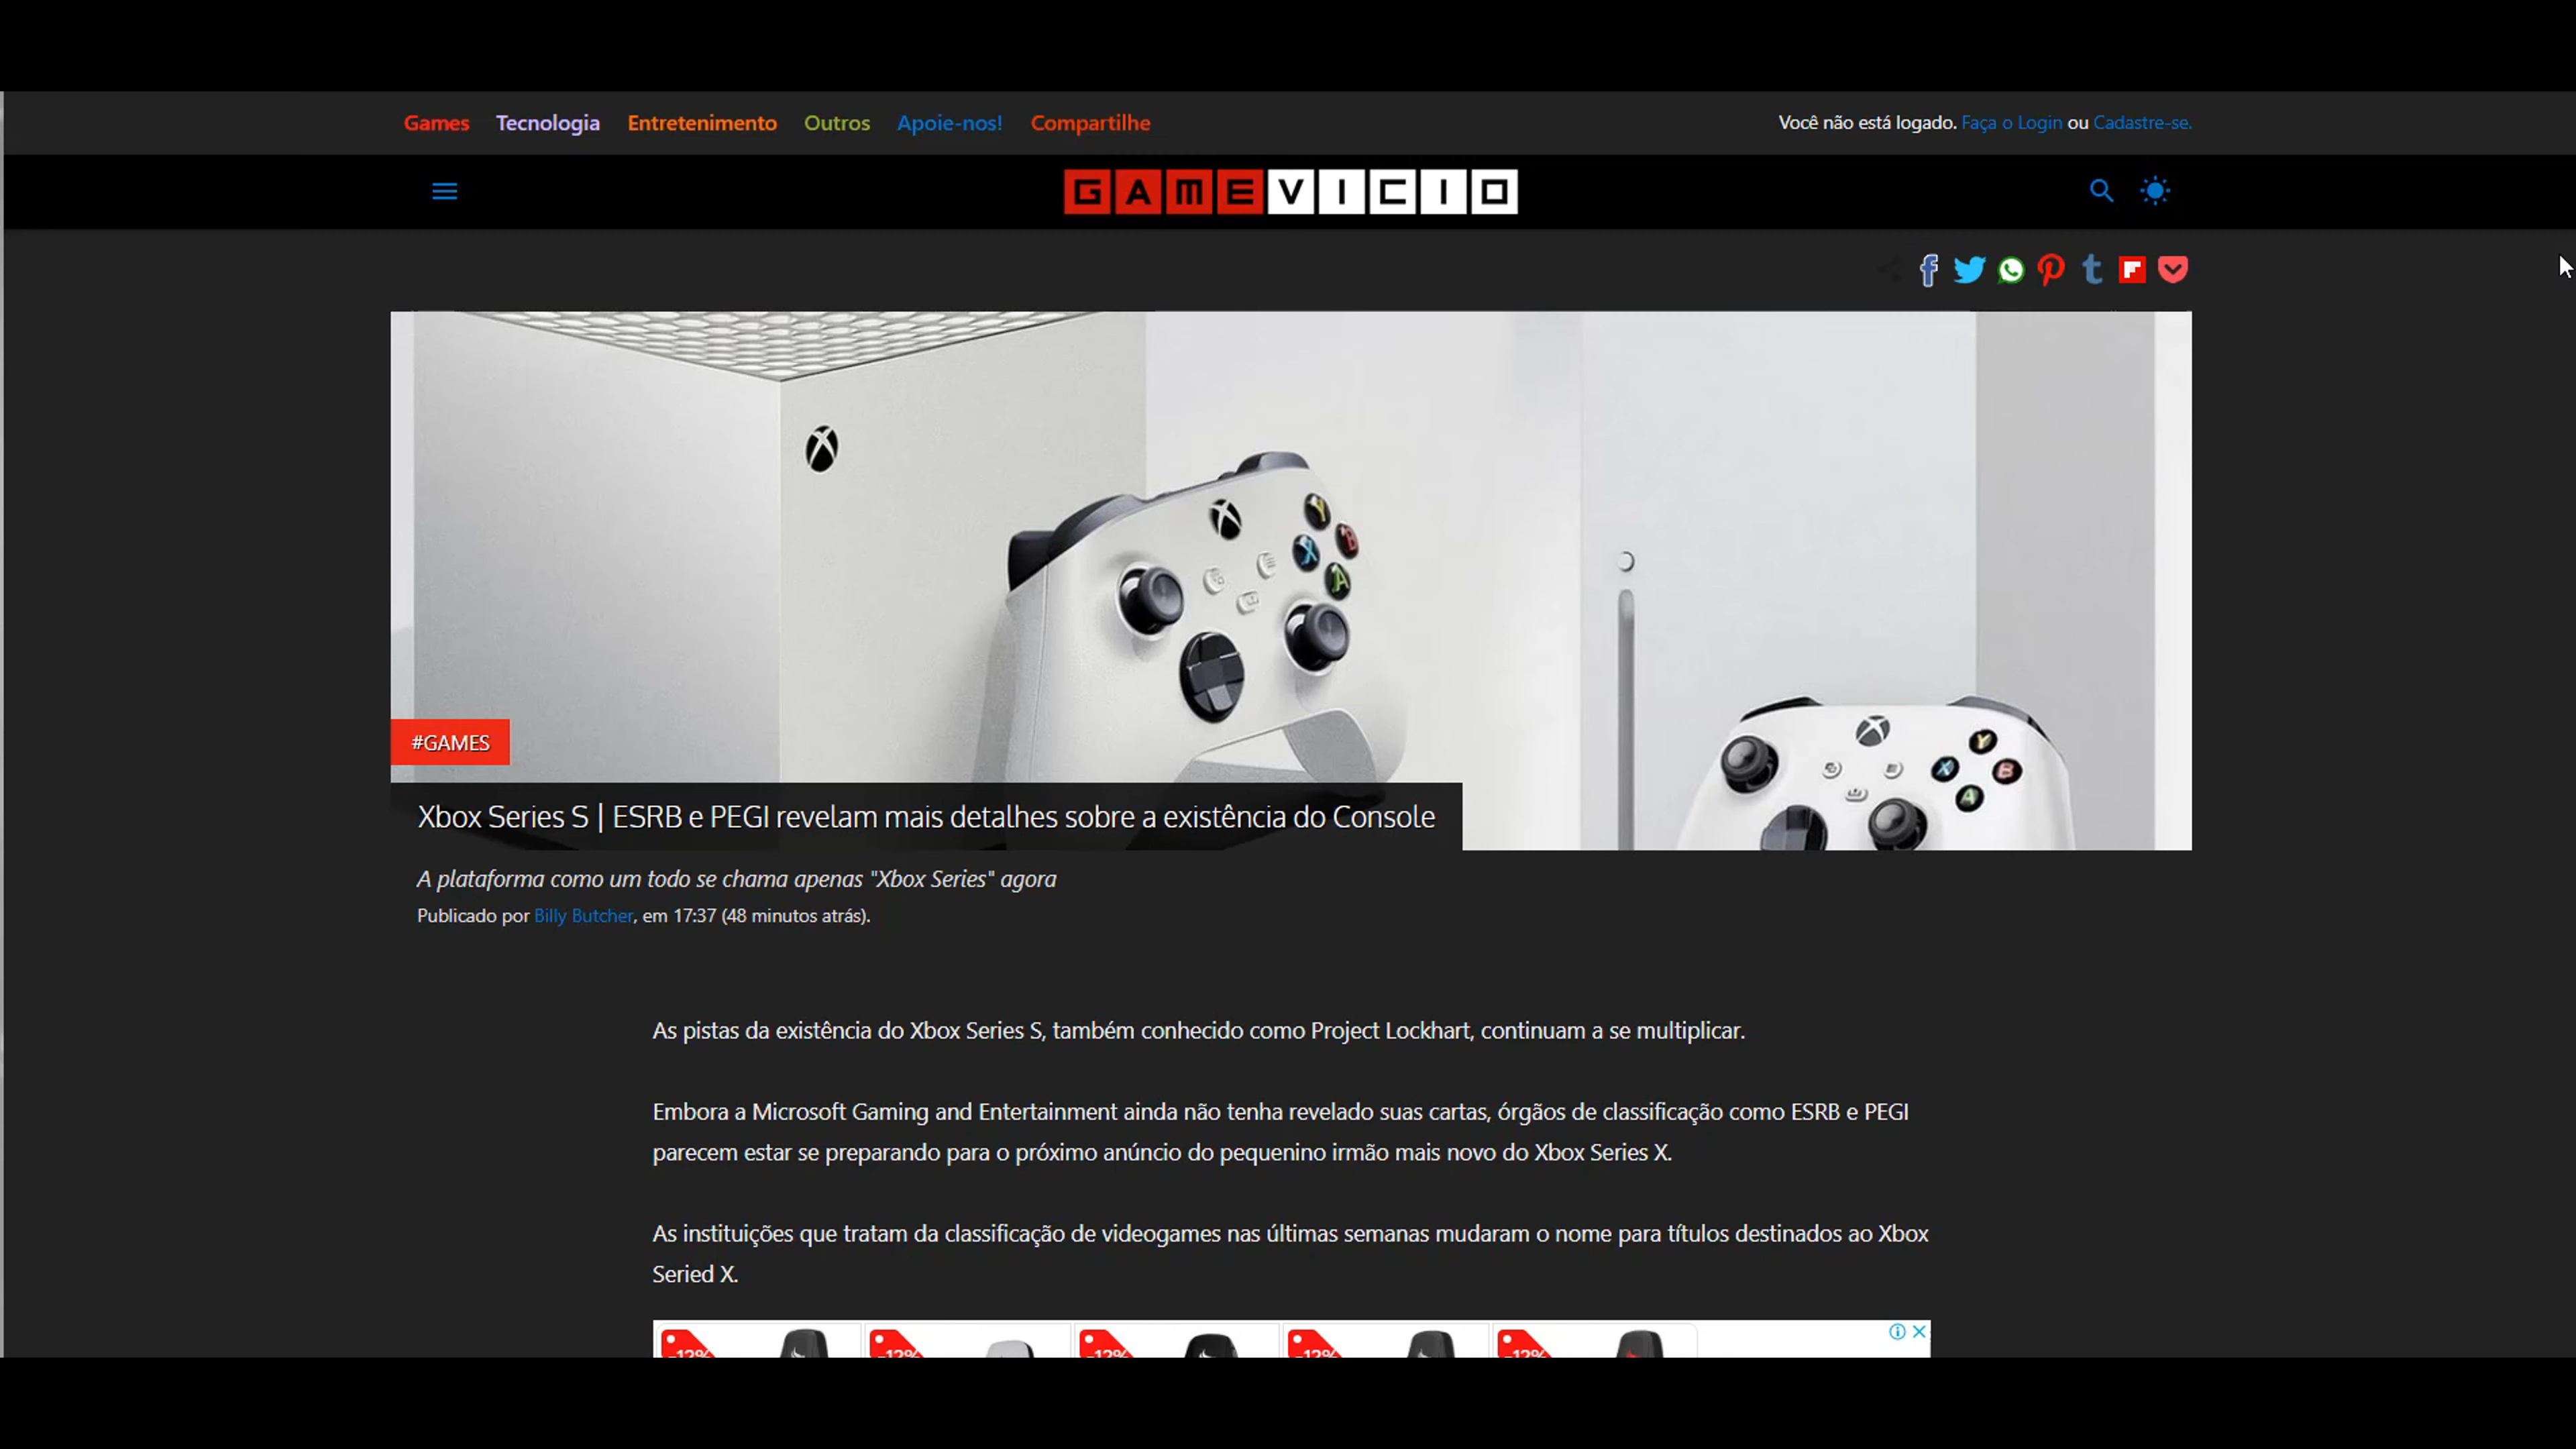 Games Tecnologia Entretenimento Outros Apoie-nos! Compartilhe
Você não está logado. Faça o Login ou Cadastre-se.
GAMEVICIO
Y
B
X
A
Y
X
B
A
#GAMES
Xbox Series S | ESRB e PEGI revelam mais detalhes sobre a existência do Console
A plataforma como um todo se chama apenas "Xbox Series" agora
Publicado por Billy Butcher, em 17:37 (48 minutos atrás).
As pistas da existência do Xbox Series S, também conhecido como Project Lockhart, continuam a se multiplicar.
Embora a Microsoft Gaming and Entertainment ainda não tenha revelado suas cartas, órgãos de classificação como ESRB e PEGI
parecem estar se preparando para o próximo anúncio do pequenino irmão mais novo do Xbox Series X.
As instituições que tratam da classificação de videogames nas últimas semanas mudaram o nome para títulos destinados ao Xbox
Seried X.
-12% -12% -12% -12% -12%